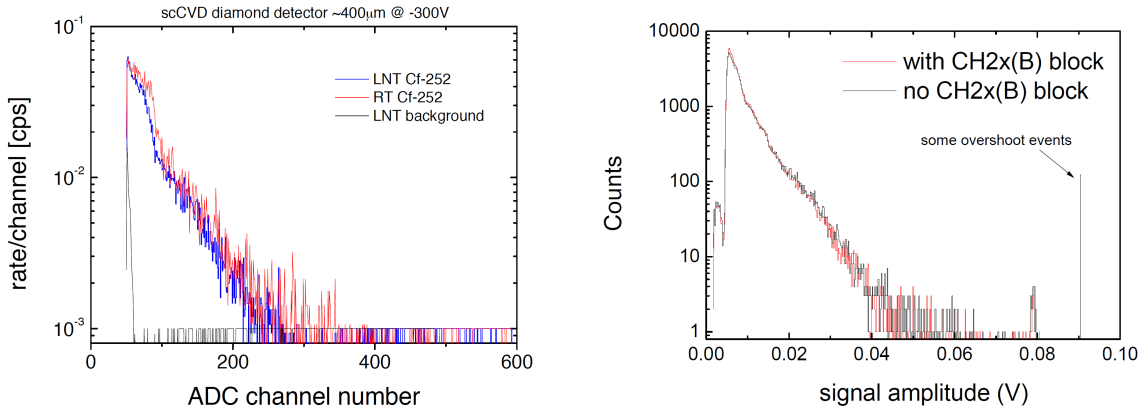 scCVD diamond detector ~400μm @ -300V
10⁻¹
10⁻²
10⁻³
rate/channel [cps]
LNT Cf-252
RT Cf-252
LNT background
0
200
400
600
ADC channel number
10000
1000
100
10
1
Counts
with CH2x(B) block
no CH2x(B) block
some overshoot events
0.00
0.02
0.04
0.06
0.08
0.10
signal amplitude (V)